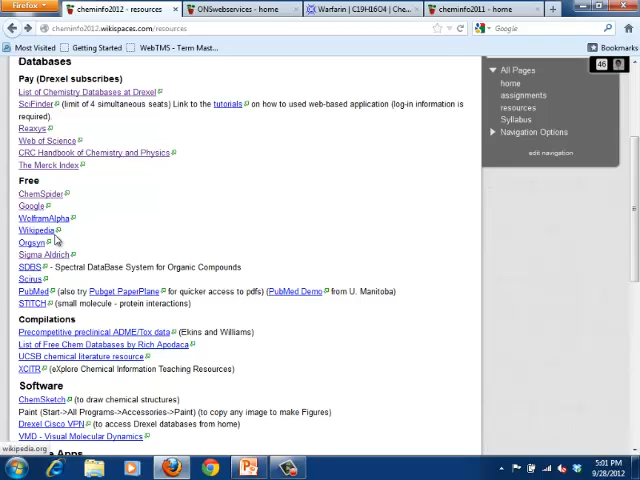 Firefox
cheminfo2012 - resources
ONSwebservices - home
Warfarin | C19H16O4 | Che...
cheminfo2011 - home
cheminfo2012.wikispaces.com/resources
Google
Most Visited
Getting Started
WebTMS - Term Mast...
Bookmarks
Databases
Pay (Drexel subscribes)
List of Chemistry Databases at Drexel
SciFinder (limit of 4 simultaneous seats) Link to the tutorials on how to used web-based application (log-in information is
required).
Reaxys
Web of Science
CRC Handbook of Chemistry and Physics
The Merck Index
Free
ChemSpider
Google
WolframAlpha
Wikipedia
Orgsyn
Sigma Aldrich
SDBS - Spectral DataBase System for Organic Compounds
Scirus
PubMed (also try Pubget PaperPlane for quicker access to pdfs) (PubMed Demo from U. Manitoba)
STITCH (small molecule - protein interactions)
Compilations
Precompetitive preclinical ADME/Tox data (Ekins and Williams)
List of Free Chem Databases by Rich Apodaca
UCSB chemical literature resource
XCITR (eXplore Chemical Information Teaching Resources)
Software
ChemSketch (to draw chemical structures)
Paint (Start->All Programs->Accessories->Paint) (to copy any image to make Figures)
Drexel Cisco VPN (to access Drexel databases from home)
VMD - Visual Molecular Dynamics
46
All Pages
home
assignments
resources
Syllabus
Navigation Options
edit navigation
wikipedia.org
5:01 PM
9/28/2012